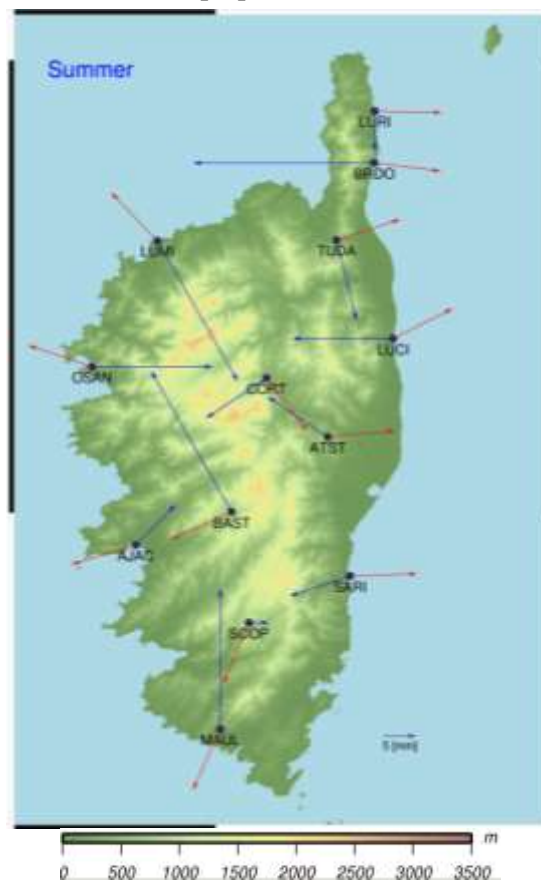 Summer
LURI
BRDO
LUMI
TUDA
LUCI
OSAN
CORT
ATST
BAST
AJAC
SARI
SCOP
MAUL
5 [mm]
m
0 500 1000 1500 2000 2500 3000 3500